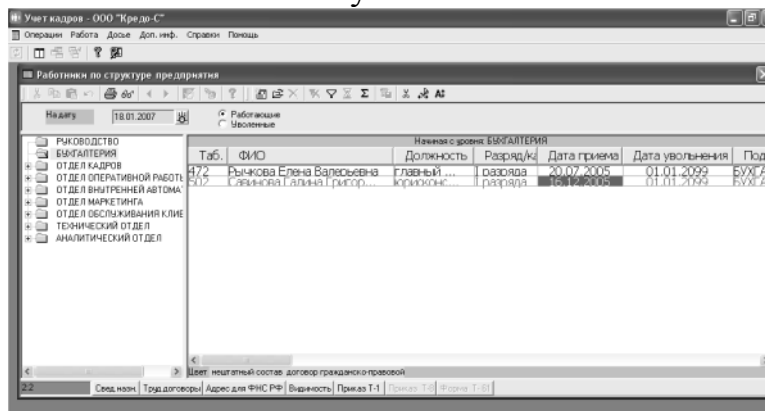 у
Учет кадров - ООО "Кредо-С"
Операции Работа Досье Доп.инф. Справки Помощь
Работники по структуре предприятия
На дату 18.01.2007 Работающие
Уволенные
РУКОВОДСТВО
БУХГАЛТЕРИЯ
ОТДЕЛ КАДРОВ
ОТДЕЛ ОПЕРАТИВНОЙ РАБОТЬ
ОТДЕЛ ВНУТРЕННЕЙ АВТОМА
ОТДЕЛ МАРКЕТИНГА
ОТДЕЛ ОБСЛУЖИВАНИЯ КЛИЕ
ТЕХНИЧЕСКИЙ ОТДЕЛ
АНАЛИТИЧЕСКИЙ ОТДЕЛ
Начиная с уровня: БУХГАЛТЕРИЯ
Таб. ФИО Должность Разряд/ка Дата приема Дата увольнения Под
472 Рычкова Елена Валерьевна главный ... I разряда 20.07.2005 01.01.2099 БУХГА
502 Савинова Галина Григор... юрисконс... I разряда 16.12.2005 01.01.2099 БУХГА
Цвет: нештатный состав договор гражданско-правовой
2:2 Свед.назн. Труд.договоры Адрес для ФНС РФ Видимость Приказ Т-1 Приказ Т-8 Форма Т-61